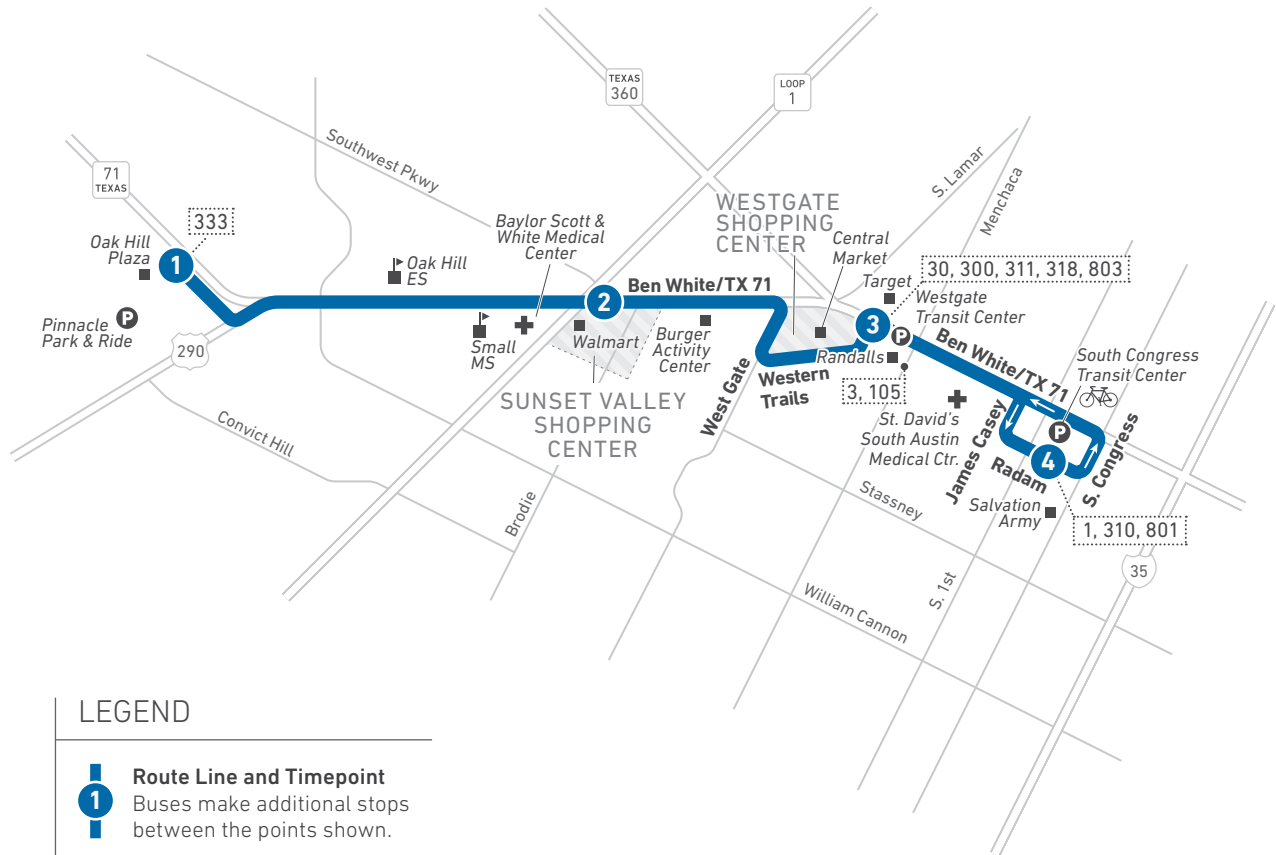 TEXAS
360
LOOP
1
Southwest Pkwy
71
TEXAS
333
Oak Hill
Plaza
1
Pinnacle
Park & Ride
P
290
Oak Hill
ES
Baylor Scott &
White Medical
Center
2
Ben White/TX 71
Small
MS
Walmart
Burger
Activity
Center
SUNSET VALLEY
SHOPPING
CENTER
WESTGATE
SHOPPING
CENTER
Central
Market
S. Lamar
Menchaca
Target
30, 300, 311, 318, 803
Westgate
Transit Center
3
P
Randalls
3, 105
West Gate
Western
Trails
Ben White/TX 71
South Congress
Transit Center
P
St. David's
South Austin
Medical Ctr.
James Casey
Radam
4
S. Congress
Salvation
Army
1, 310, 801
Convict Hill
Brodie
Stassney
William Cannon
S. 1st
35
LEGEND
1
Route Line and Timepoint
Buses make additional stops
between the points shown.